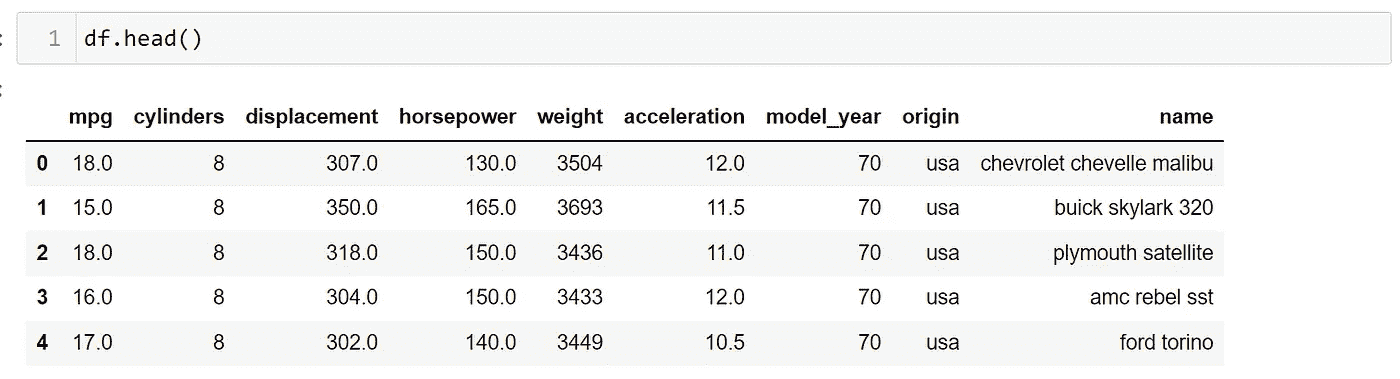 1 df.head()
mpg cylinders displacement horsepower weight acceleration model_year origin name
0 18.0 8 307.0 130.0 3504 12.0 70 usa chevrolet chevelle malibu
1 15.0 8 350.0 165.0 3693 11.5 70 usa buick skylark 320
2 18.0 8 318.0 150.0 3436 11.0 70 usa plymouth satellite
3 16.0 8 304.0 150.0 3433 12.0 70 usa amc rebel sst
4 17.0 8 302.0 140.0 3449 10.5 70 usa ford torino